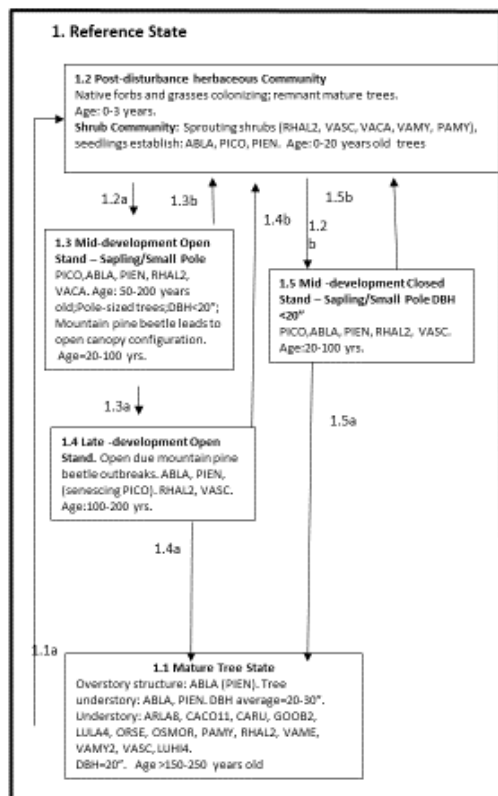 1. Reference State
1.2 Post-disturbance herbaceous Community
Native forbs and grasses colonizing; remnant mature trees.
Age: 0-3 years.
Shrub Community: Sprouting shrubs (RHAL2, VASC, VACA, VAMY, PAMY),
seedlings establish: ABLA, PICO, PIEN. Age: 0-20 years old trees
1.2a
1.3b
1.4b
1.2
b
1.5b
1.3 Mid-development Open
Stand – Sapling/Small Pole
PICO,ABLA, PIEN, RHAL2,
VACA. Age: 50-200 years
old;Pole-sized trees;DBH<20";
Mountain pine beetle leads to
open canopy configuration.
Age=20-100 yrs.
1.5 Mid -development Closed
Stand – Sapling/Small Pole DBH
<20"
PICO,ABLA, PIEN, RHAL2, VASC.
Age:20-100 yrs.
1.3a
1.5a
1.4 Late -development Open
Stand. Open due mountain pine
beetle outbreaks. ABLA, PIEN,
(senescing PICO). RHAL2, VASC.
Age:100-200 yrs.
1.4a
1.1a
1.1 Mature Tree State
Overstory structure: ABLA (PIEN). Tree
understory: ABLA, PIEN. DBH average=20-30".
Understory: ARLA8, CACO11, CARU, GOOB2,
LULA4, ORSE, OSMOR, PAMY, RHAL2, VAME,
VAMY2, VASC, LUHI4.
DBH=20". Age >150-250 years old